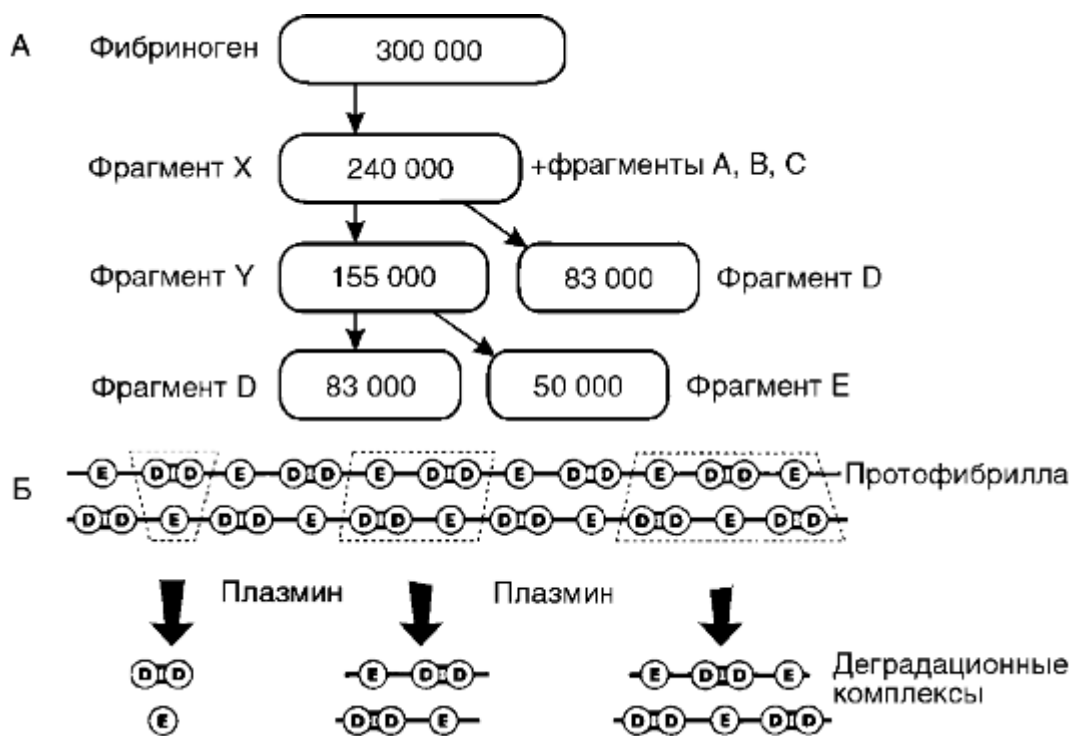 А Фибриноген 300 000
Фрагмент X 240 000 +фрагменты A, B, C
Фрагмент Y 155 000 83 000 Фрагмент D
Фрагмент D 83 000 50 000 Фрагмент E
Б E D D E D D E D D E D D E D D E Протофибрилла
D D E D D E D D E D D E D D E D D
Плазмин Плазмин
D D E D D E D D E Деградационные
комплексы
E D D E D D E D D